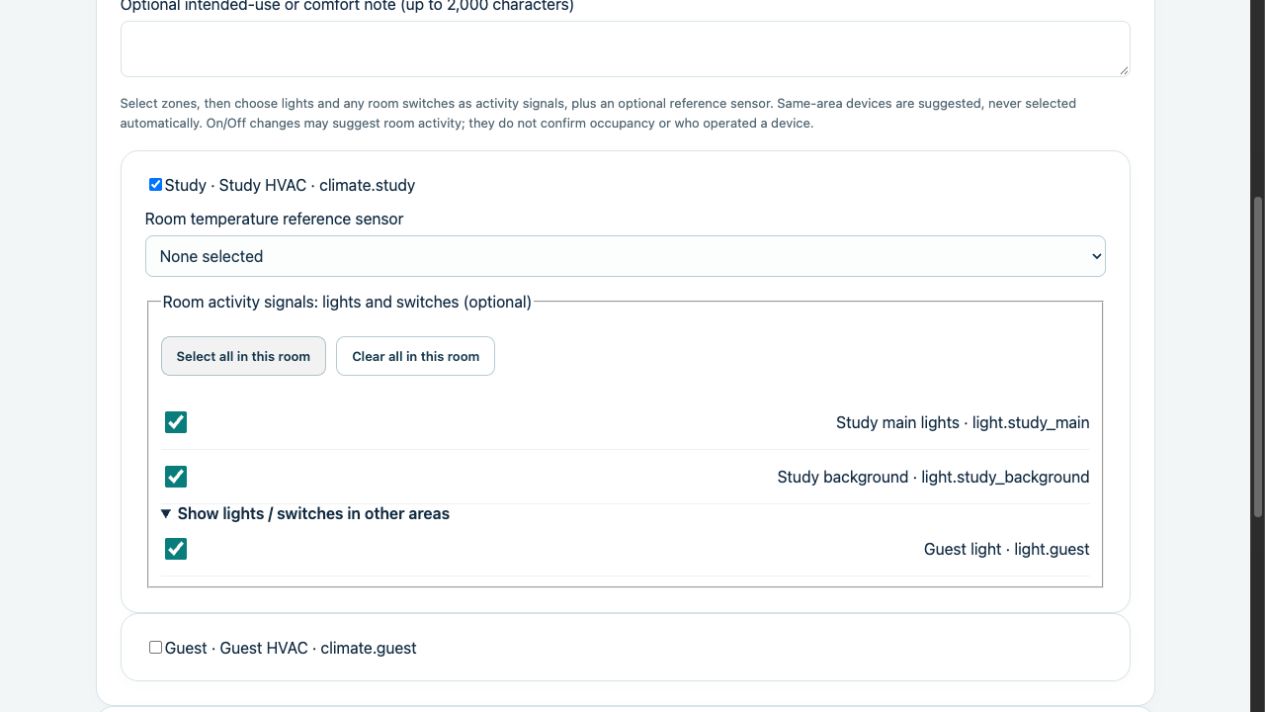 Optional intended-use or comfort note (up to 2,000 characters)
Select zones, then choose lights and any room switches as activity signals, plus an optional reference sensor. Same-area devices are suggested, never selected
automatically. On/Off changes may suggest room activity; they do not confirm occupancy or who operated a device.
Study · Study HVAC · climate.study
Room temperature reference sensor
None selected
Room activity signals: lights and switches (optional)
Select all in this room
Clear all in this room
Study main lights · light.study_main
Study background · light.study_background
▼ Show lights / switches in other areas
Guest light · light.guest
Guest · Guest HVAC · climate.guest